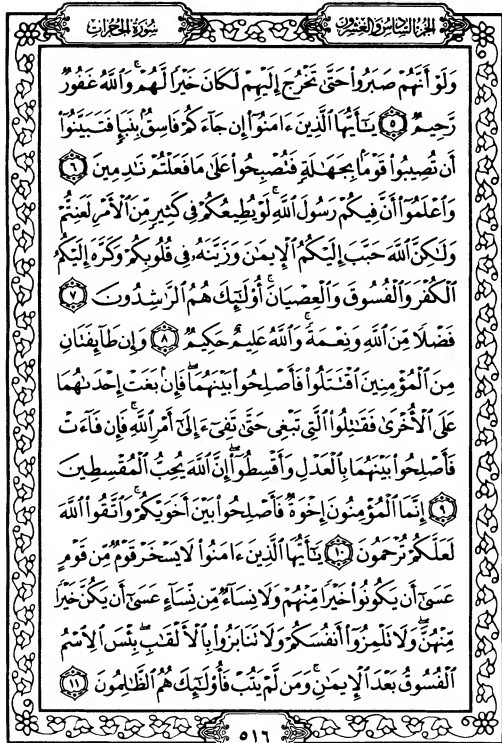 الجزء السادس والعشرون
سورة الحجرات
وَلَوْ أَنَّهُمْ صَبَرُوا۟ حَتَّىٰ تَخْرُجَ إِلَيْهِمْ لَكَانَ خَيْرًا لَّهُمْ ۚ وَٱللَّهُ غَفُورٌ
رَّحِيمٌ ٥ يَـٰٓأَيُّهَا ٱلَّذِينَ ءَامَنُوٓا۟ إِن جَآءَكُمْ فَاسِقٌۢ بِنَبَإٍ فَتَبَيَّنُوٓا۟
أَن تُصِيبُوا۟ قَوْمًۢا بِجَهَـٰلَةٍ فَتُصْبِحُوا۟ عَلَىٰ مَا فَعَلْتُمْ نَـٰدِمِينَ ٦
وَٱعْلَمُوٓا۟ أَنَّ فِيكُمْ رَسُولَ ٱللَّهِ ۚ لَوْ يُطِيعُكُمْ فِى كَثِيرٍ مِّنَ ٱلْأَمْرِ لَعَنِتُّمْ
وَلَـٰكِنَّ ٱللَّهَ حَبَّبَ إِلَيْكُمُ ٱلْإِيمَـٰنَ وَزَيَّنَهُۥ فِى قُلُوبِكُمْ وَكَرَّهَ إِلَيْكُمُ
ٱلْكُفْرَ وَٱلْفُسُوقَ وَٱلْعِصْيَانَ ۚ أُو۟لَـٰٓئِكَ هُمُ ٱلرَّٰشِدُونَ ٧
فَضْلًا مِّنَ ٱللَّهِ وَنِعْمَةً ۚ وَٱللَّهُ عَلِيمٌ حَكِيمٌ ٨ وَإِن طَآئِفَتَانِ
مِنَ ٱلْمُؤْمِنِينَ ٱقْتَتَلُوا۟ فَأَصْلِحُوا۟ بَيْنَهُمَا ۖ فَإِنۢ بَغَتْ إِحْدَىٰهُمَا
عَلَى ٱلْأُخْرَىٰ فَقَـٰتِلُوا۟ ٱلَّتِى تَبْغِى حَتَّىٰ تَفِىٓءَ إِلَىٰٓ أَمْرِ ٱللَّهِ ۚ فَإِن فَآءَتْ
فَأَصْلِحُوا۟ بَيْنَهُمَا بِٱلْعَدْلِ وَأَقْسِطُوٓا۟ ۖ إِنَّ ٱللَّهَ يُحِبُّ ٱلْمُقْسِطِينَ
٩ إِنَّمَا ٱلْمُؤْمِنُونَ إِخْوَةٌ فَأَصْلِحُوا۟ بَيْنَ أَخَوَيْكُمْ ۚ وَٱتَّقُوا۟ ٱللَّهَ
لَعَلَّكُمْ تُرْحَمُونَ ١٠ يَـٰٓأَيُّهَا ٱلَّذِينَ ءَامَنُوا۟ لَا يَسْخَرْ قَوْمٌ مِّن قَوْمٍ
عَسَىٰٓ أَن يَكُونُوا۟ خَيْرًا مِّنْهُمْ وَلَا نِسَآءٌ مِّن نِّسَآءٍ عَسَىٰٓ أَن يَكُنَّ خَيْرًا
مِّنْهُنَّ ۖ وَلَا تَلْمِزُوٓا۟ أَنفُسَكُمْ وَلَا تَنَابَزُوا۟ بِٱلْأَلْقَـٰبِ ۖ بِئْسَ ٱلِٱسْمُ
ٱلْفُسُوقُ بَعْدَ ٱلْإِيمَـٰنِ ۚ وَمَن لَّمْ يَتُبْ فَأُو۟لَـٰٓئِكَ هُمُ ٱلظَّـٰلِمُونَ ١١
٥١٦